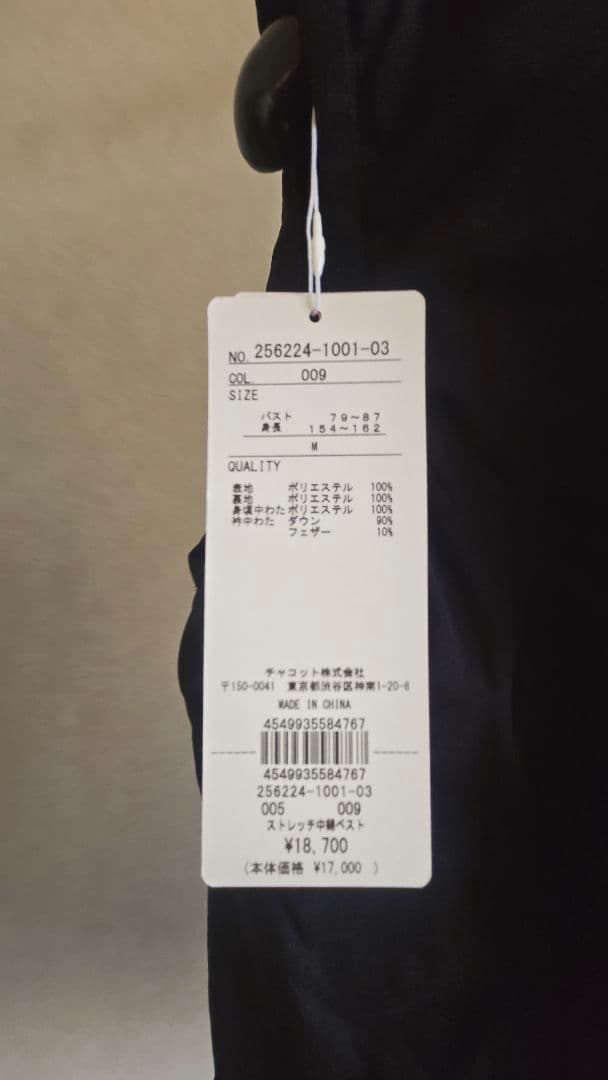 NO. 256224-1001-03
COL. 009
SIZE
バスト 79~87
身長 154~162
M
QUALITY
表地 ポリエステル 100%
裏地 ポリエステル 100%
身頃中わた ポリエステル 100%
衿中わた ダウン 90%
フェザー 10%
チャコット株式会社
〒150-0041 東京都渋谷区神南1-20-8
MADE IN CHINA
4549935584767
4549935584767
256224-1001-03
005 009
ストレッチ中綿ベスト
¥18,700
(本体価格 ¥17,000 )